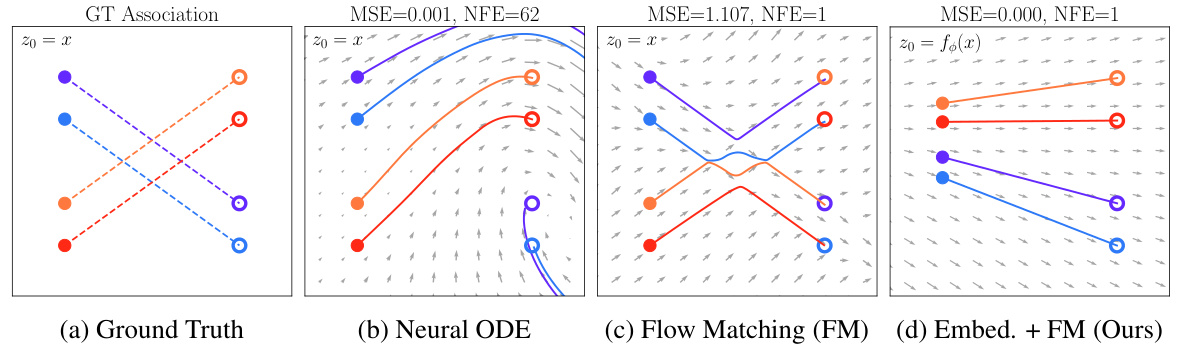 GT Association
MSE=0.001, NFE=62
MSE=1.107, NFE=1
MSE=0.000, NFE=1
z₀ = x
z₀ = x
z₀ = x
z₀ = f_ϕ(x)
(a) Ground Truth
(b) Neural ODE
(c) Flow Matching (FM)
(d) Embed. + FM (Ours)